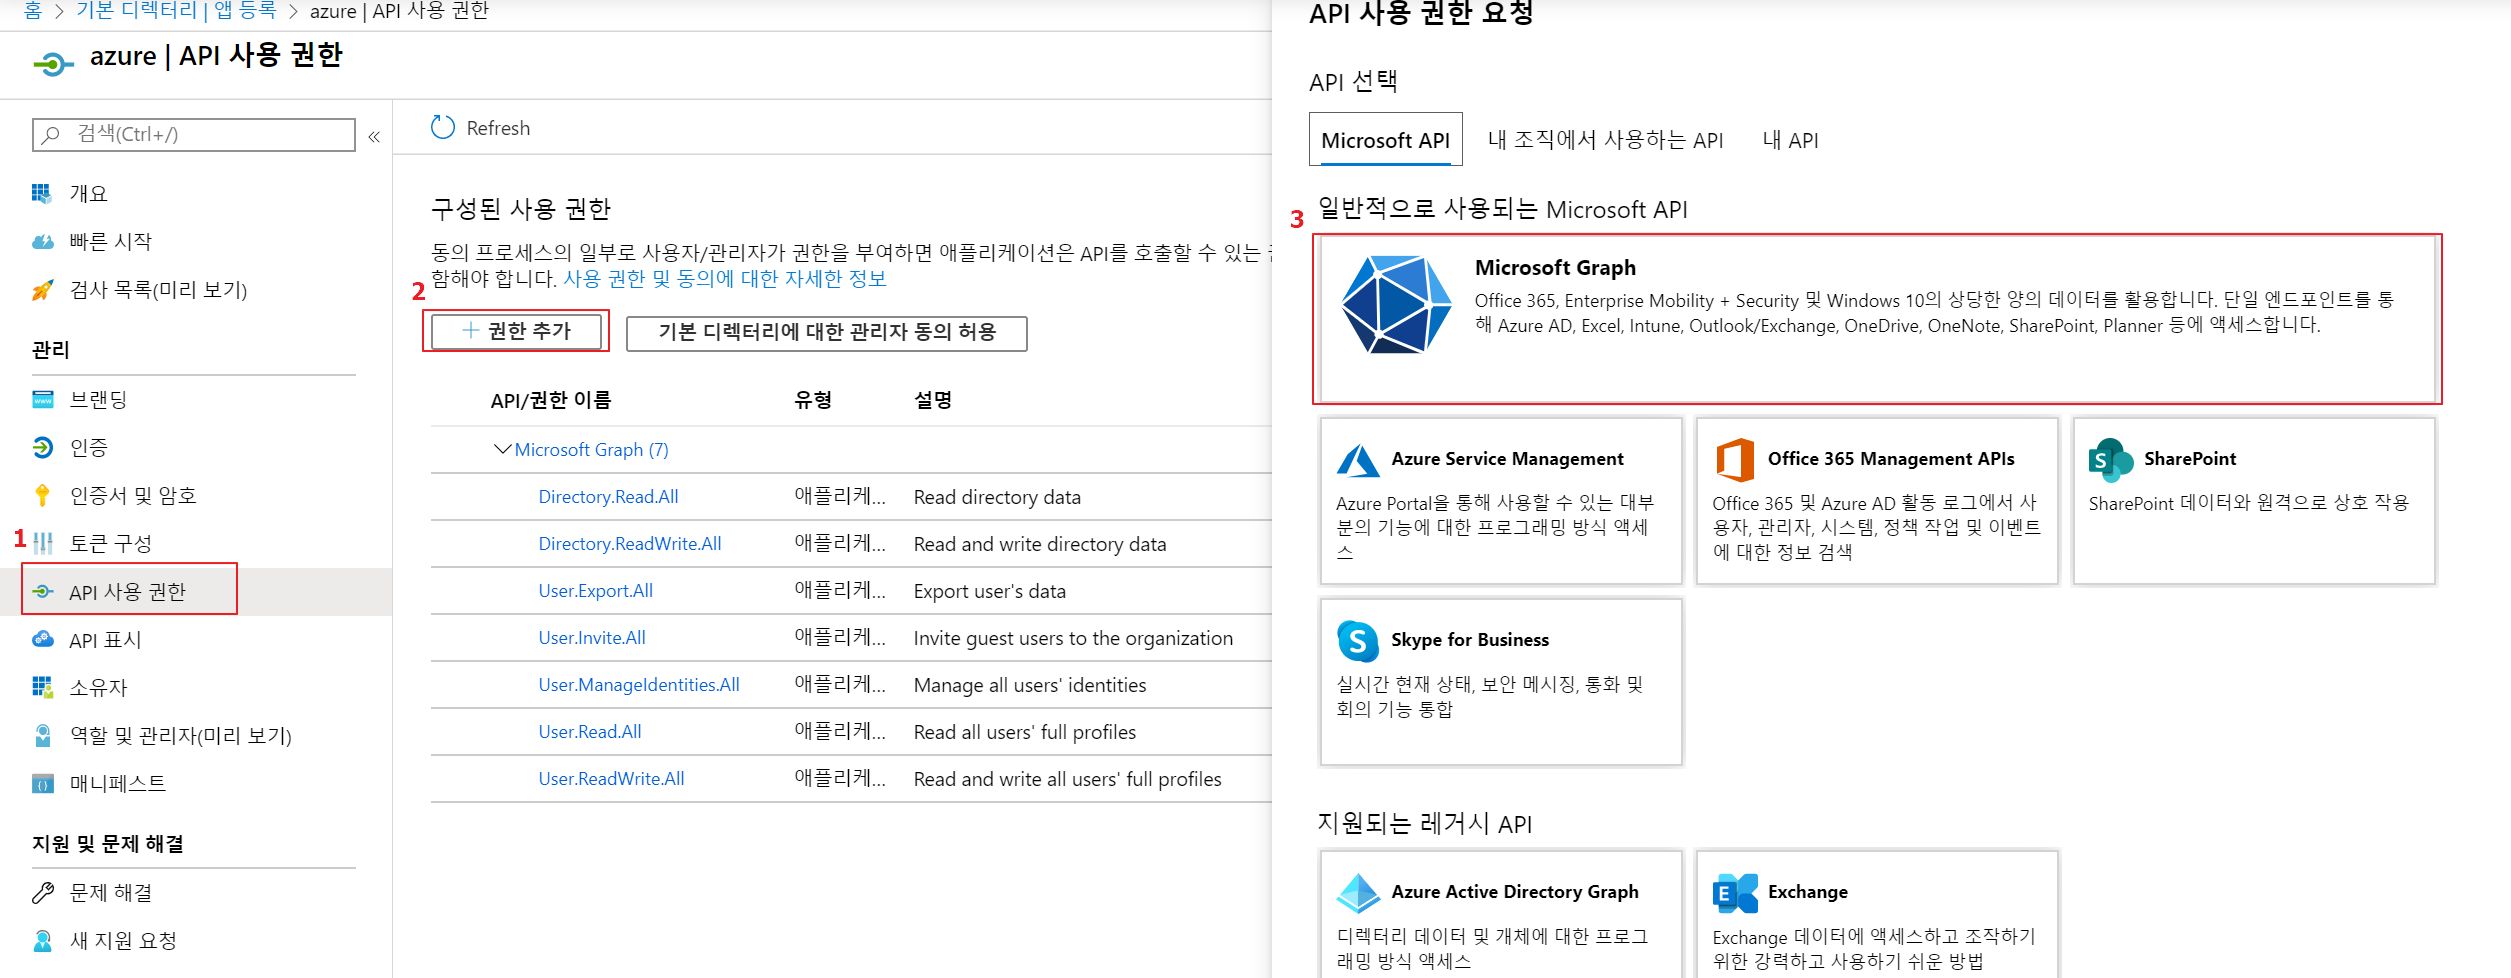 홈 > 기본 디렉터리 | 앱 등록 > azure | API 사용 권한
azure | API 사용 권한
검색(Ctrl+/)
«
개요
빠른 시작
검사 목록(미리 보기)
관리
브랜딩
인증
인증서 및 암호
1
토큰 구성
API 사용 권한
API 표시
소유자
역할 및 관리자(미리 보기)
매니페스트
지원 및 문제 해결
문제 해결
새 지원 요청
Refresh
구성된 사용 권한
동의 프로세스의 일부로 사용자/관리자가 권한을 부여하면 애플리케이션은 API를 호출할 수 있는
함해야 합니다. 사용 권한 및 동의에 대한 자세한 정보
2
+ 권한 추가
기본 디렉터리에 대한 관리자 동의 허용
API/권한 이름 유형 설명
Microsoft Graph (7)
Directory.Read.All 애플리케... Read directory data
Directory.ReadWrite.All 애플리케... Read and write directory data
User.Export.All 애플리케... Export user's data
User.Invite.All 애플리케... Invite guest users to the organization
User.ManageIdentities.All 애플리케... Manage all users' identities
User.Read.All 애플리케... Read all users' full profiles
User.ReadWrite.All 애플리케... Read and write all users' full profiles
API 사용 권한 요청
API 선택
Microsoft API 내 조직에서 사용하는 API 내 API
3
일반적으로 사용되는 Microsoft API
Microsoft Graph
Office 365, Enterprise Mobility + Security 및 Windows 10의 상당한 양의 데이터를 활용합니다. 단일 엔드포인트를 통
해 Azure AD, Excel, Intune, Outlook/Exchange, OneDrive, OneNote, SharePoint, Planner 등에 액세스합니다.
Azure Service Management
Azure Portal을 통해 사용할 수 있는 대부
분의 기능에 대한 프로그래밍 방식 액세
스
Office 365 Management APIs
Office 365 및 Azure AD 활동 로그에서 사
용자, 관리자, 시스템, 정책 작업 및 이벤트
에 대한 정보 검색
S
SharePoint
SharePoint 데이터와 원격으로 상호 작용
S
Skype for Business
실시간 현재 상태, 보안 메시징, 통화 및
회의 기능 통합
지원되는 레거시 API
Azure Active Directory Graph
디렉터리 데이터 및 개체에 대한 프로그
래밍 방식 액세스
E
Exchange
Exchange 데이터에 액세스하고 조작하기
위한 강력하고 사용하기 쉬운 방법